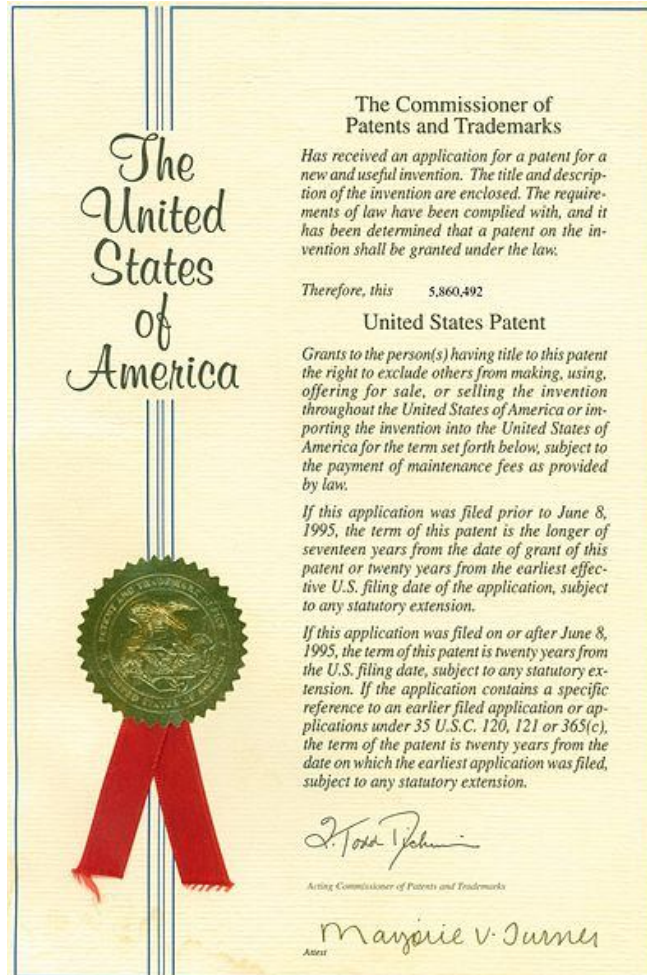 The
United
States
of
America
The Commissioner of
Patents and Trademarks
Has received an application for a patent for a
new and useful invention. The title and descrip-
tion of the invention are enclosed. The require-
ments of law have been complied with, and it
has been determined that a patent on the in-
vention shall be granted under the law.
Therefore, this 5,860,492
United States Patent
Grants to the person(s) having title to this patent
the right to exclude others from making, using,
offering for sale, or selling the invention
throughout the United States of America or im-
porting the invention into the United States of
America for the term set forth below, subject to
the payment of maintenance fees as provided
by law.
If this application was filed prior to June 8,
1995, the term of this patent is the longer of
seventeen years from the date of grant of this
patent or twenty years from the earliest effec-
tive U.S. filing date of the application, subject
to any statutory extension.
If this application was filed on or after June 8,
1995, the term of this patent is twenty years from
the U.S. filing date, subject to any statutory ex-
tension. If the application contains a specific
reference to an earlier filed application or ap-
plications under 35 U.S.C. 120, 121 or 365(c),
the term of the patent is twenty years from the
date on which the earliest application was filed,
subject to any statutory extension.
Q. Todd
Acting Commissioner of Patents and Trademarks
Marjorie V. Turner
Attest
PATENT AND TRADEMARK OFFICE
UNITED STATES OF AMERICA